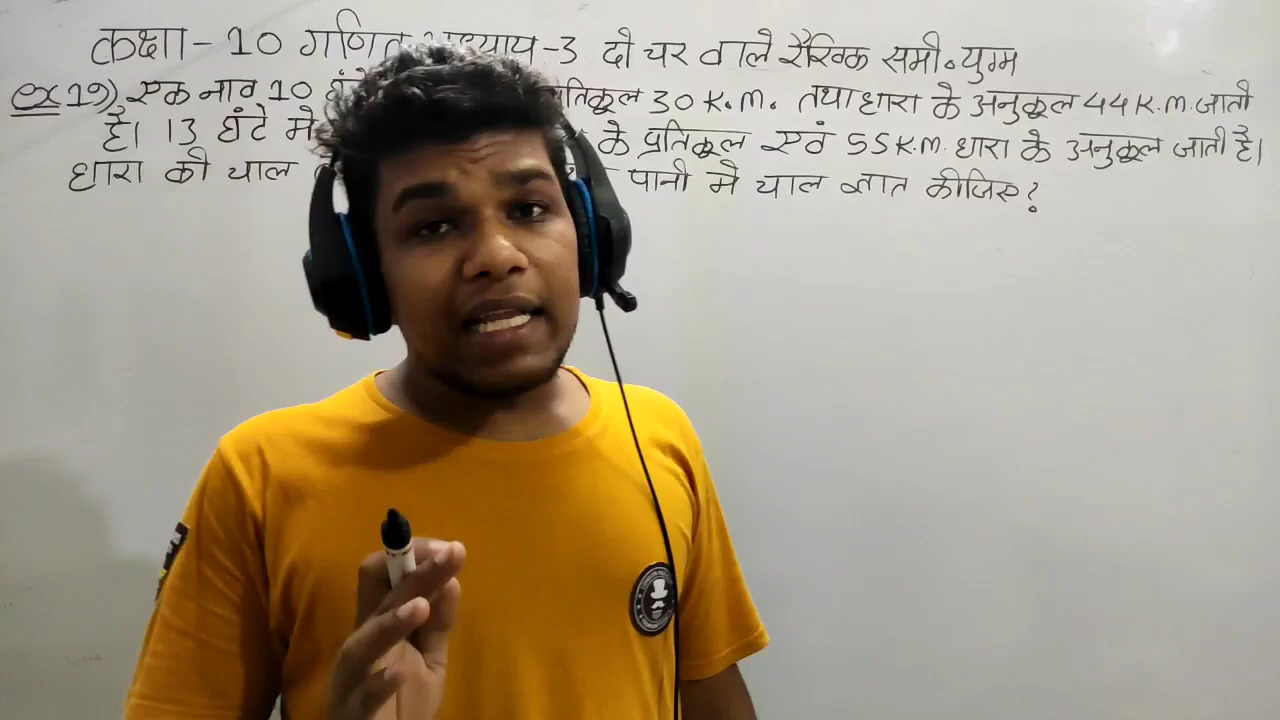 कक्षा - 10 गणित अध्याय -3 दो चर वाले रैखिक समी॰ युग्म
ex 19), एक नाव 10 घंटे 30 K.m. तथा धारा के अनुकूल 44 K.m. जाती
है। 13 घंटे में के प्रतिकूल एवं 55 K.m. धारा के अनुकूल जाती है।
धारा की चाल पानी मे चाल ज्ञात कीजिए?